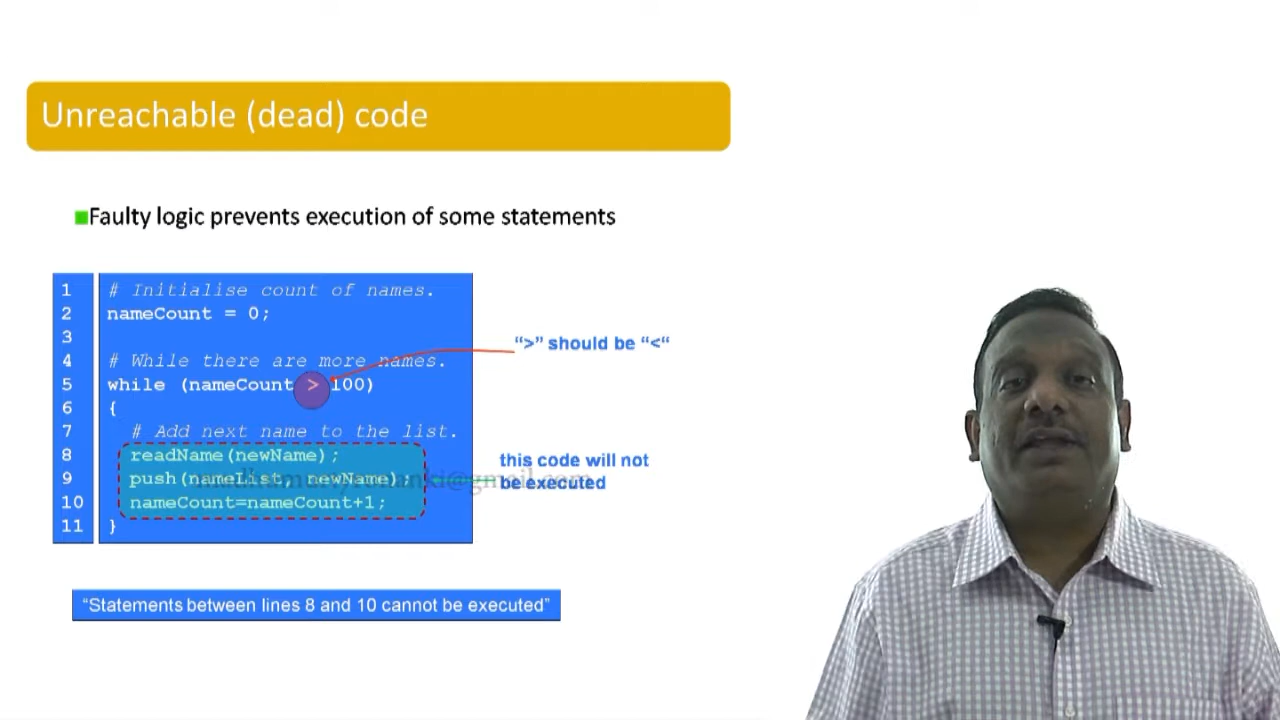 Unreachable (dead) code
Faulty logic prevents execution of some statements
1 # Initialise count of names.
2 nameCount = 0;
3
4 # While there are more names.
5 while (nameCount > 100)
6 {
7 # Add next name to the list.
8 readName(newName);
9 push(nameList, newName);
10 nameCount=nameCount+1;
11 }
“>” should be “<“
this code will not
be executed
“Statements between lines 8 and 10 cannot be executed”